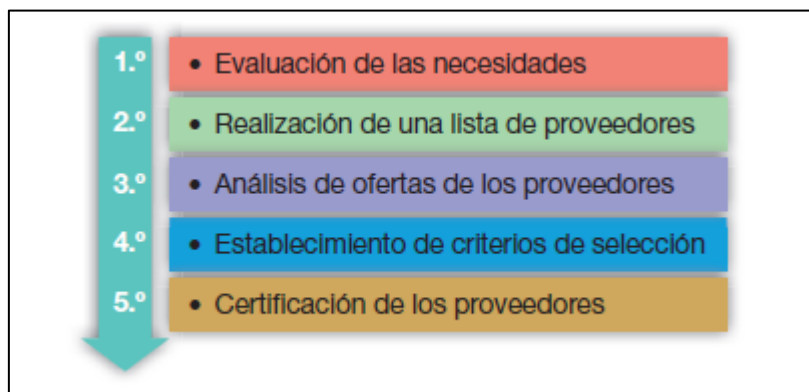 1.º • Evaluación de las necesidades
2.º • Realización de una lista de proveedores
3.º • Análisis de ofertas de los proveedores
4.º • Establecimiento de criterios de selección
5.º • Certificación de los proveedores